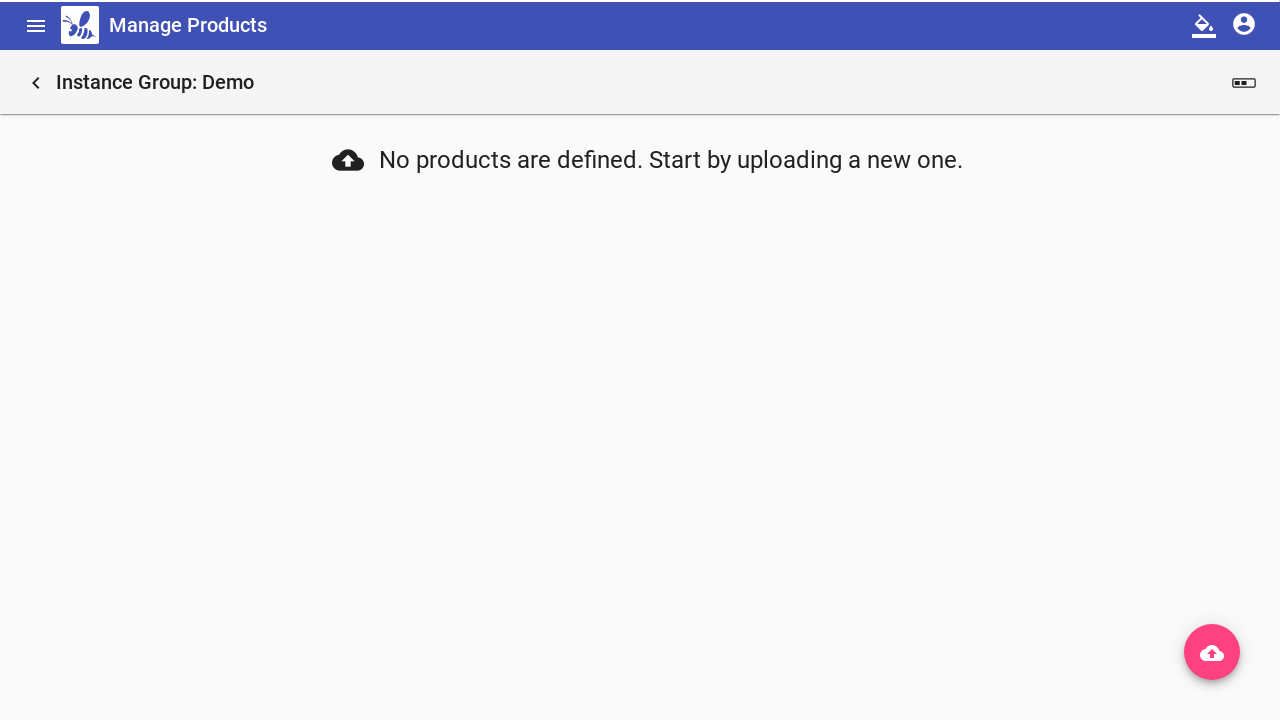 Manage Products
Instance Group: Demo
No products are defined. Start by uploading a new one.